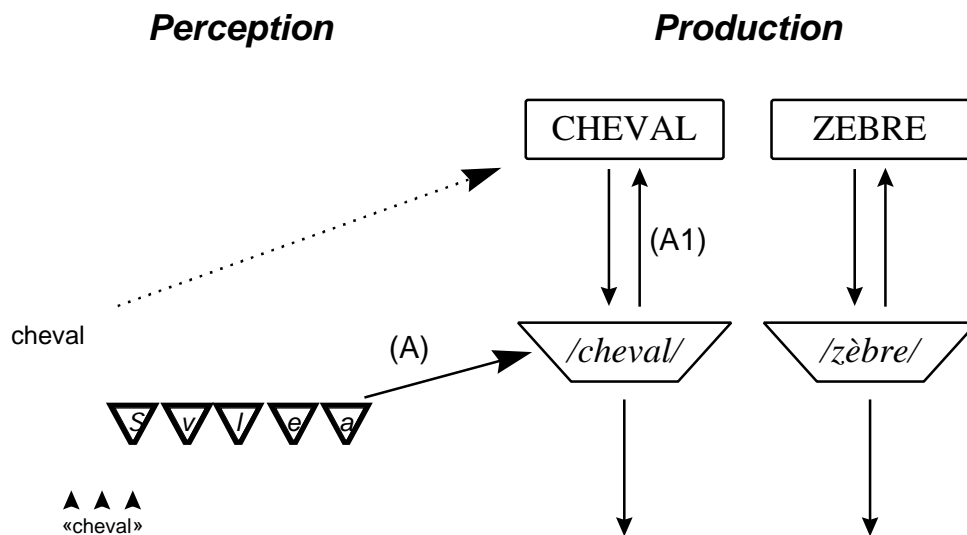 Perception Production
CHEVAL ZEBRE
(A1)
cheval
(A) /cheval/ /zèbre/
S v l e a
«cheval»